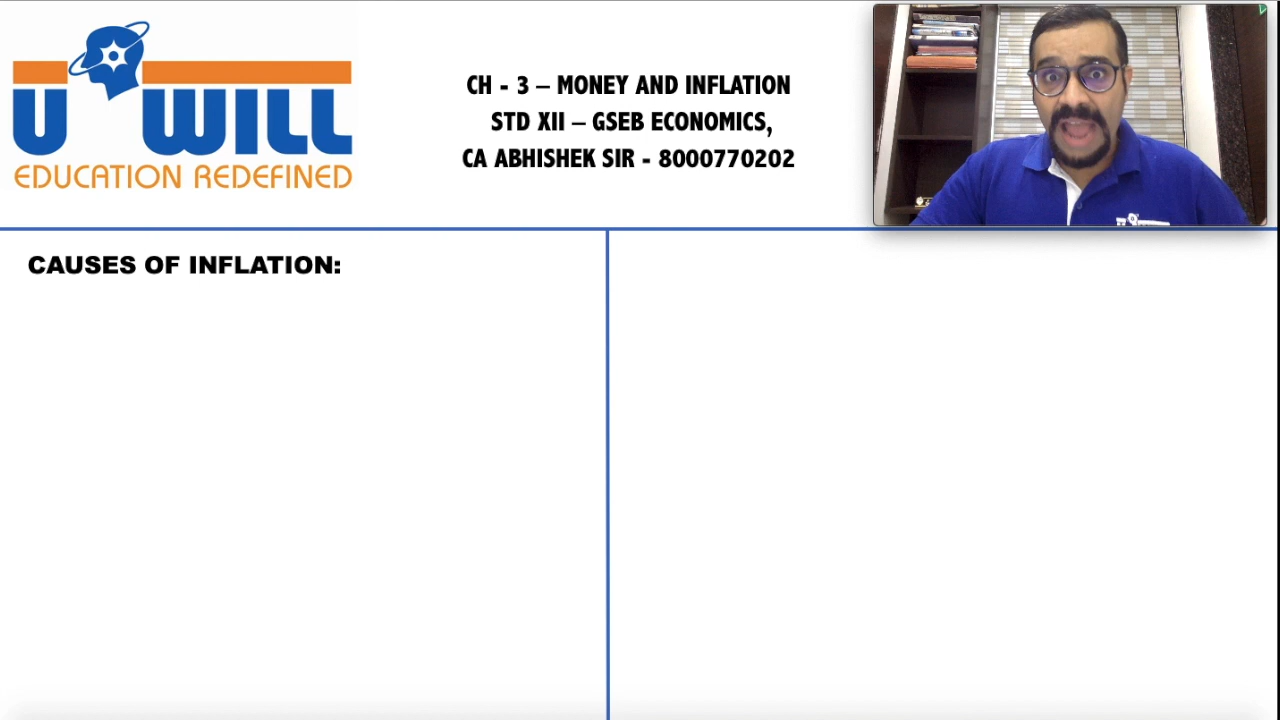 U WILL
EDUCATION REDEFINED
CH - 3 – MONEY AND INFLATION
STD XII – GSEB ECONOMICS,
CA ABHISHEK SIR - 8000770202
CAUSES OF INFLATION: